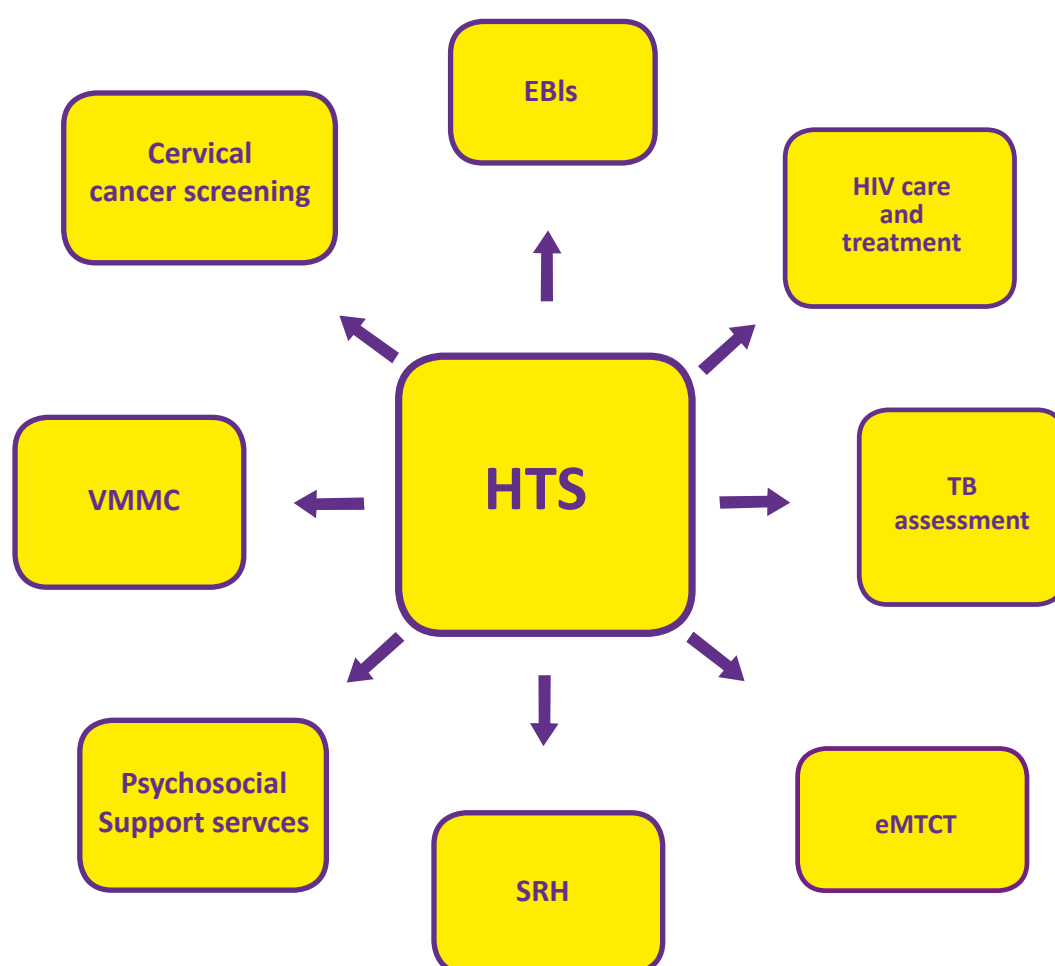 EBIs
Cervical
cancer screening
HIV care
and
treatment
HTS
VMMC
TB
assessment
Psychosocial
Support servces
eMTCT
SRH